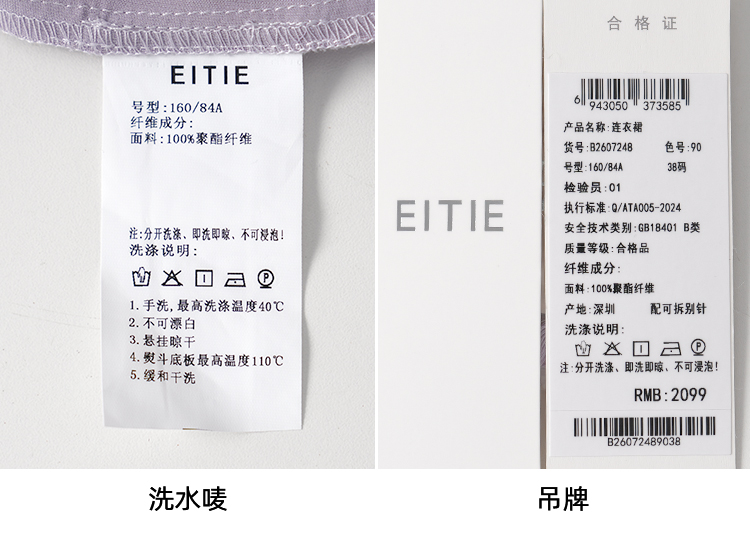 EITIE
号型:160/84A
纤维成分:
面料:100%聚酯纤维
注:分开洗涤、即洗即晾、不可浸泡!
洗涤说明:
1.手洗,最高洗涤温度40℃
2.不可漂白
3.悬挂晾干
4.熨斗底板最高温度110℃
5.缓和干洗
洗水唛
EITIE
合格证
6 943050 373585
产品名称:连衣裙
货号:B2607248 色号:90
号型:160/84A 38码
检验员:01
执行标准:Q/ATA005-2024
安全技术类别:GB18401 B类
质量等级:合格品
纤维成分:
面料:100%聚酯纤维
产地:深圳 配可拆别针
洗涤说明:
注:分开洗涤、即洗即晾、不可浸泡!
RMB:2099
B26072489038
吊牌